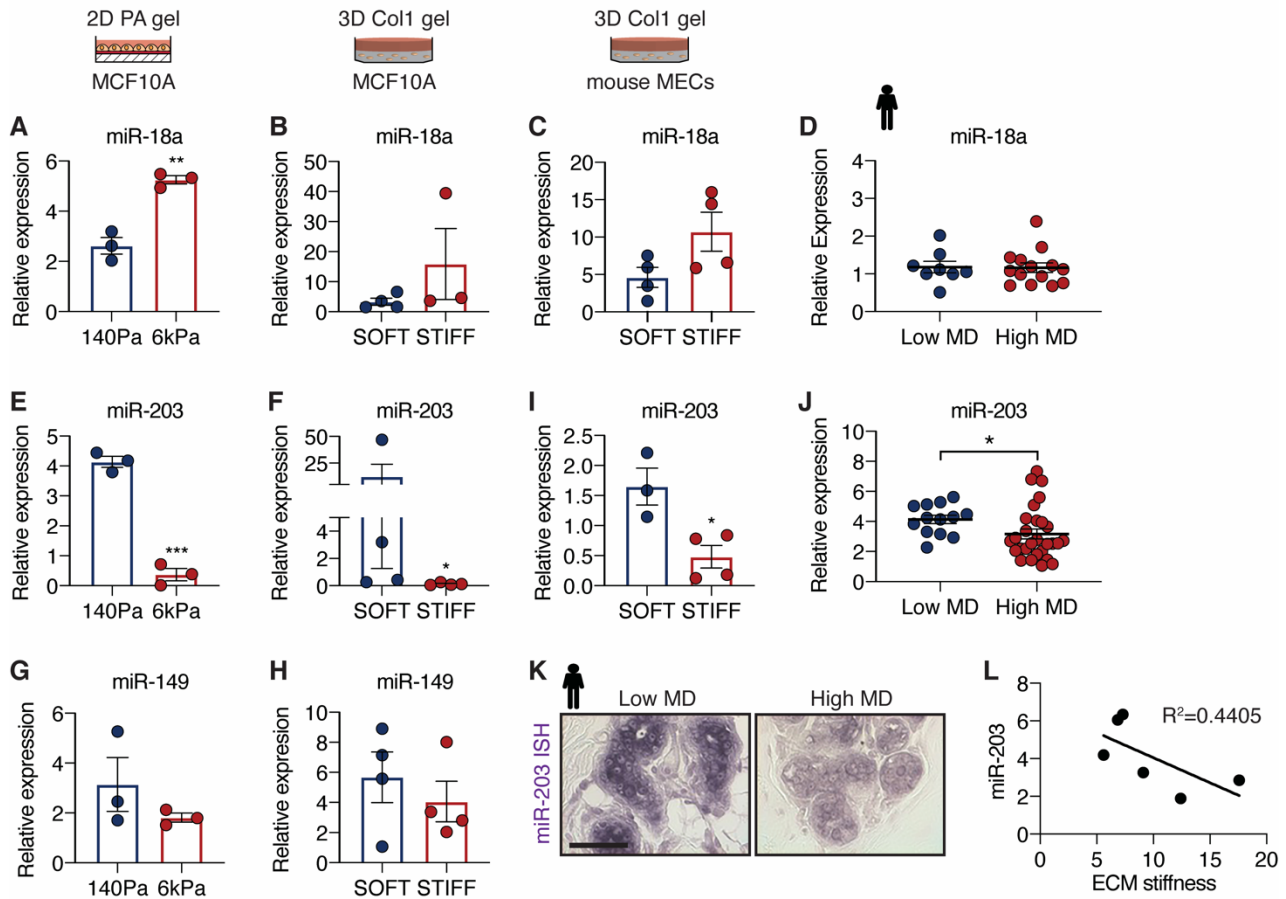 2D PA gel
3D Col1 gel
3D Col1 gel
MCF10A
MCF10A
mouse MECs
A
miR-18a
Relative expression
6
4
2
0
**
140Pa 6kPa
B
miR-18a
Relative expression
50
40
30
20
10
0
SOFT STIFF
C
miR-18a
Relative expression
20
15
10
5
0
SOFT STIFF
D
miR-18a
Relative Expression
4
3
2
1
0
Low MD High MD
E
miR-203
Relative expression
5
4
3
2
1
0
***
140Pa 6kPa
F
miR-203
Relative expression
50
25
4
2
0
*
SOFT STIFF
I
miR-203
Relative expression
2.5
2.0
1.5
1.0
0.5
0.0
*
SOFT STIFF
J
miR-203
Relative expression
10
8
6
4
2
0
*
Low MD High MD
G
miR-149
Relative expression
6
4
2
0
140Pa 6kPa
H
miR-149
Relative expresion
10
8
6
4
2
0
SOFT STIFF
K
Low MD High MD
miR-203 ISH
L
miR-203
8
6
4
2
0
R²=0.4405
0 5 10 15 20
ECM stiffness